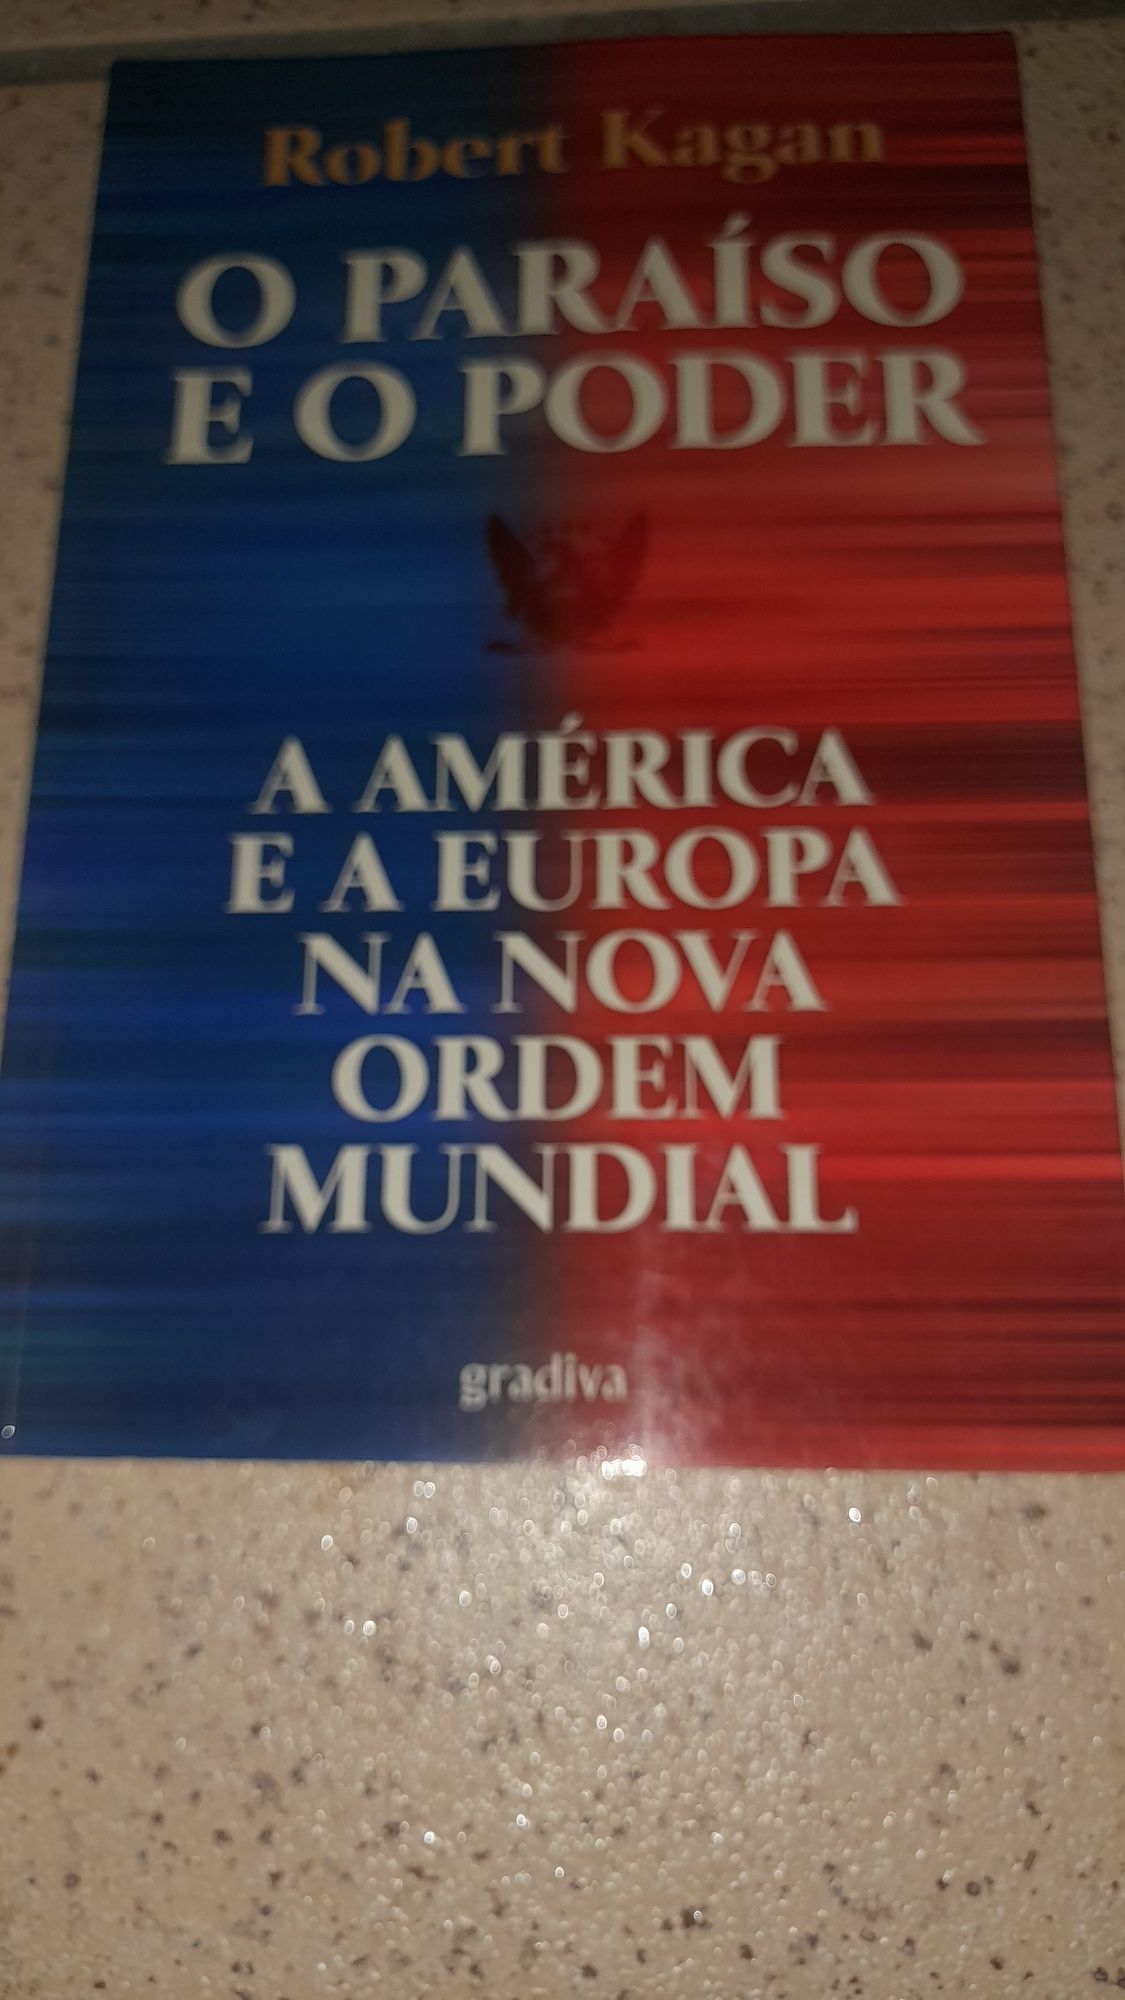 Robert Kagan
O PARAÍSO
E O PODER
A AMÉRICA
E A EUROPA
NA NOVA
ORDEM
MUNDIAL
gradiva